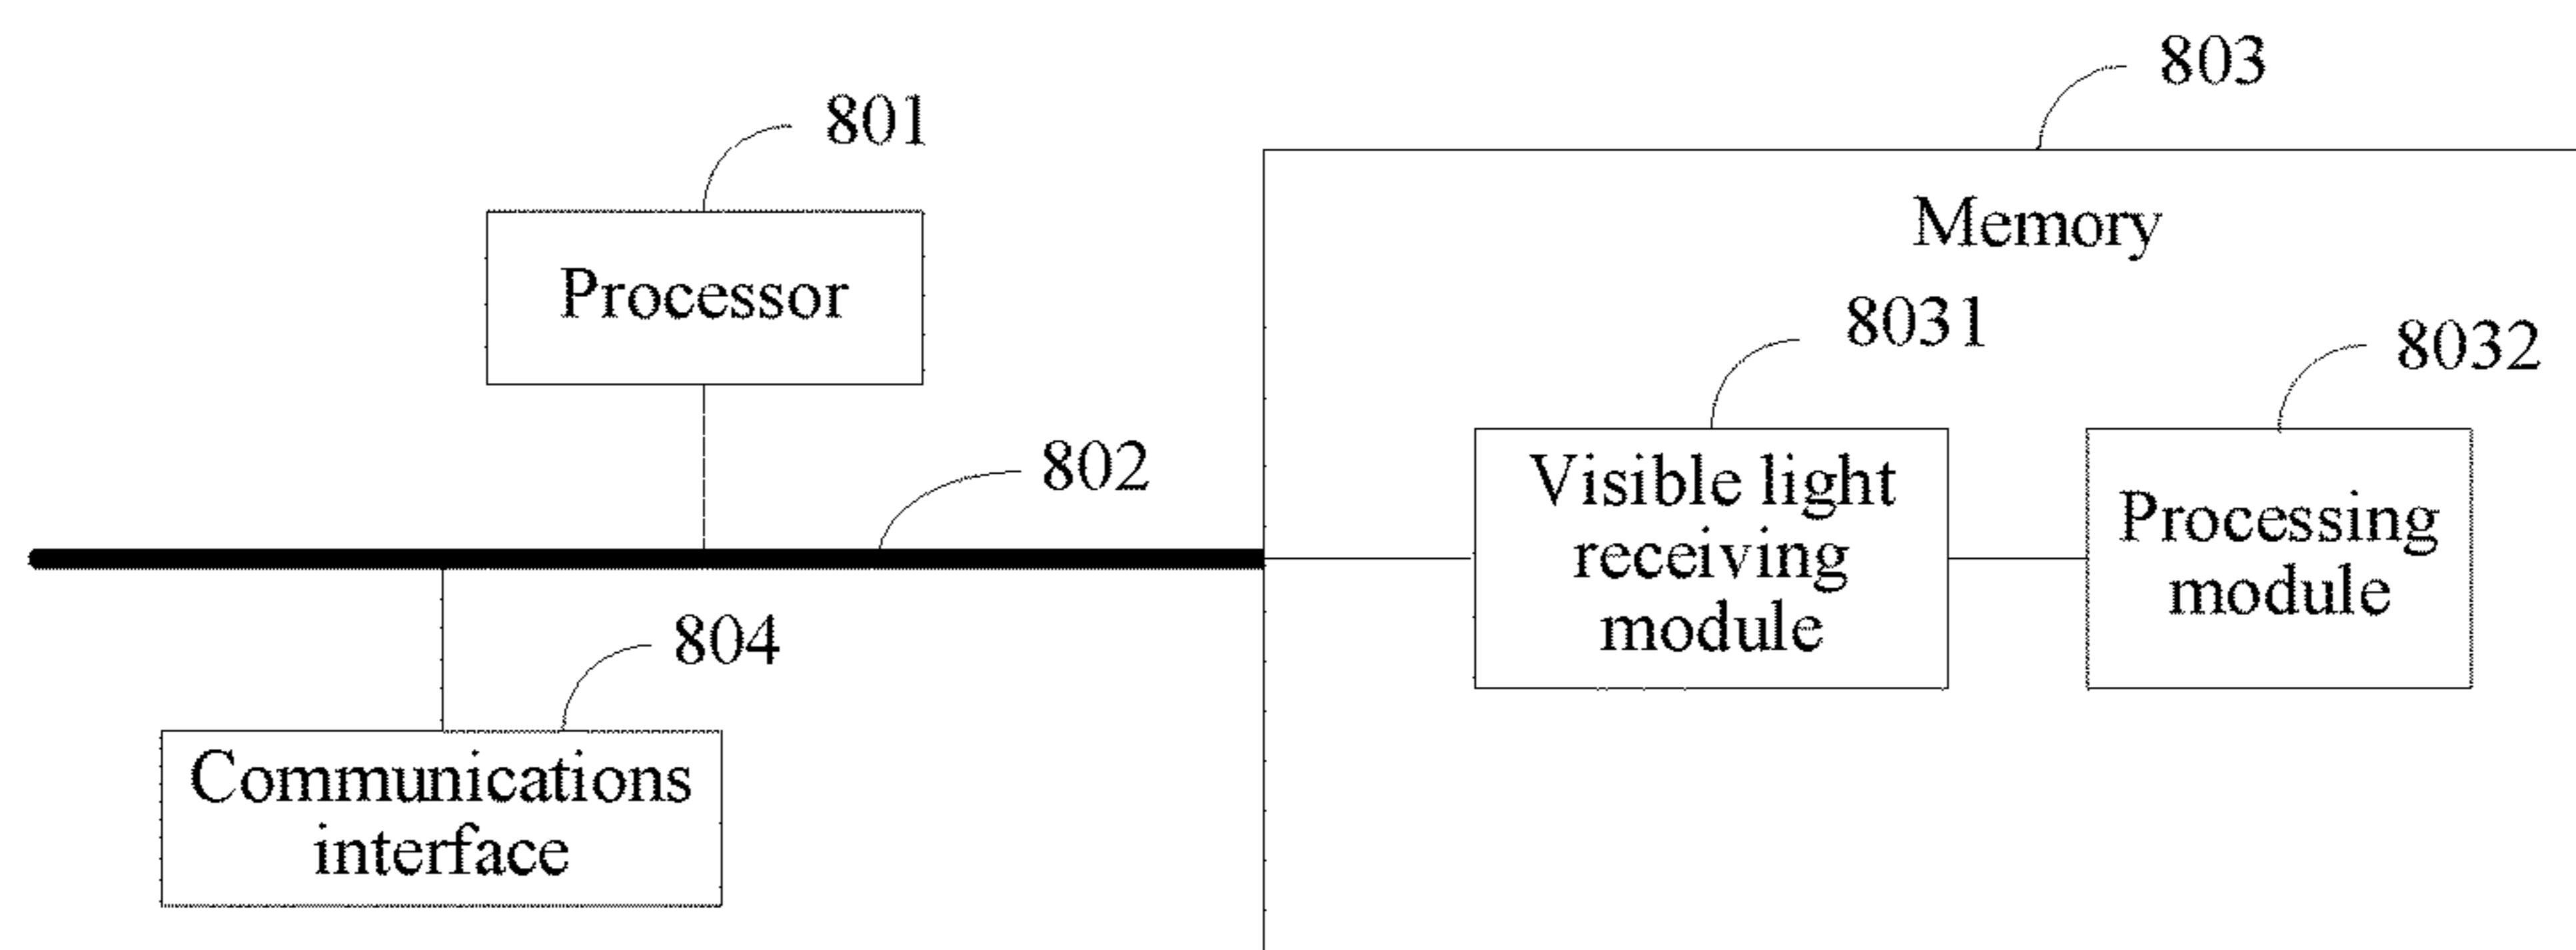 803
801
Memory
Processor
8031
8032
802
Visible light
receiving
module
Processing
module
804
Communications
interface